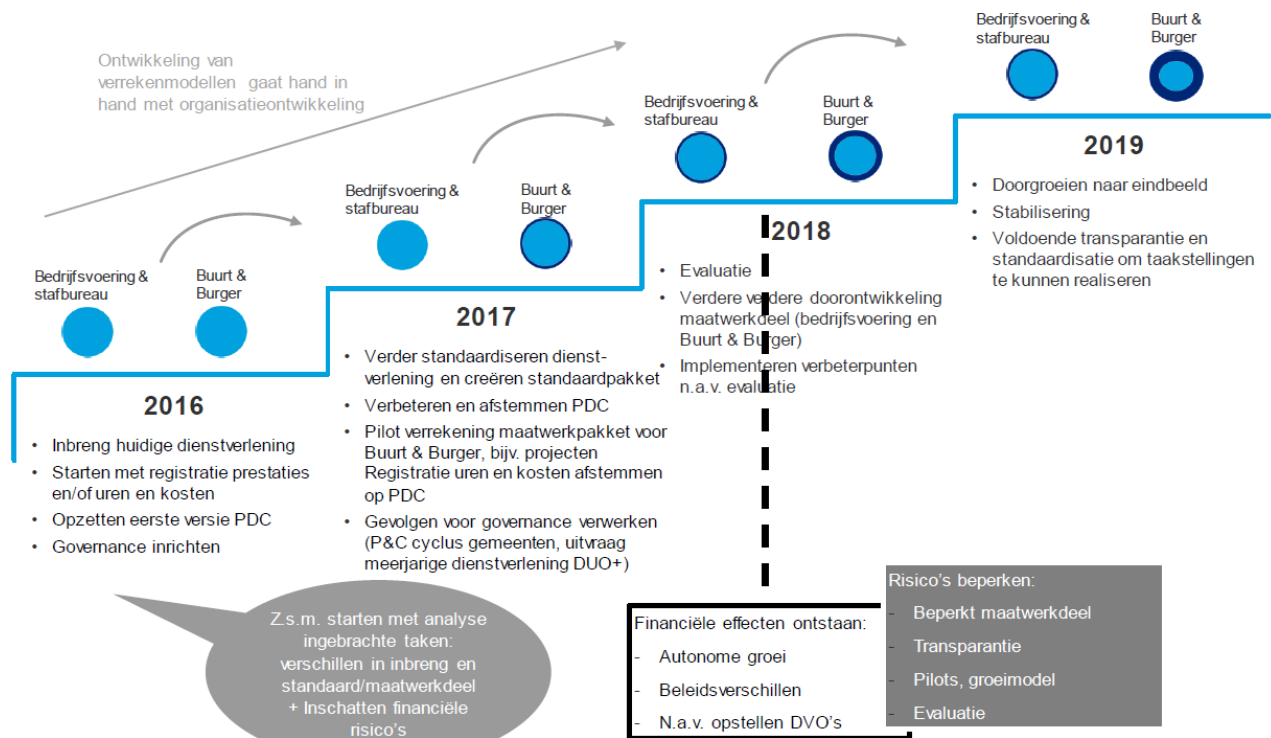 Ontwikkeling van
verrekenmodellen gaat hand in
hand met organisatieontwikkeling
Bedrijfsvoering &
stafbureau
Buurt &
Burger
2016
• Inbreng huidige dienstverlening
• Starten met registratie prestaties
en/of uren en kosten
• Opzetten eerste versie PDC
• Governance inrichten
Z.s.m. starten met analyse
ingebrachte taken:
verschillen in inbreng en
standaard/maatwerkdeel
+ Inschatten financiële
risico's
Bedrijfsvoering &
stafbureau
Buurt &
Burger
2017
• Verder standaardiseren dienst-
verlening en creëren standaardpakket
• Verbeteren en afstemmen PDC
• Pilot verrekening maatwerkpakket voor
Buurt & Burger, bijv. projecten
Registratie uren en kosten afstemmen
op PDC
• Gevolgen voor governance verwerken
(P&C cyclus gemeenten, uitvraag
meerjarige dienstverlening DUO+)
Bedrijfsvoering &
stafbureau
Buurt &
Burger
2018
• Evaluatie
• Verdere verdere doorontwikkeling
maatwerkdeel (bedrijfsvoering en
Buurt & Burger)
• Implementeren verbeterpunten
n.a.v. evaluatie
Bedrijfsvoering &
stafbureau
Buurt &
Burger
2019
• Doorgroeien naar eindbeeld
• Stabilisering
• Voldoende transparantie en
standaardisatie om taakstellingen
te kunnen realiseren
Financiële effecten ontstaan:
- Autonome groei
- Beleidsverschillen
- N.a.v. opstellen DVO's
Risico's beperken:
- Beperkt maatwerkdeel
- Transparantie
- Pilots, groeimodel
- Evaluatie